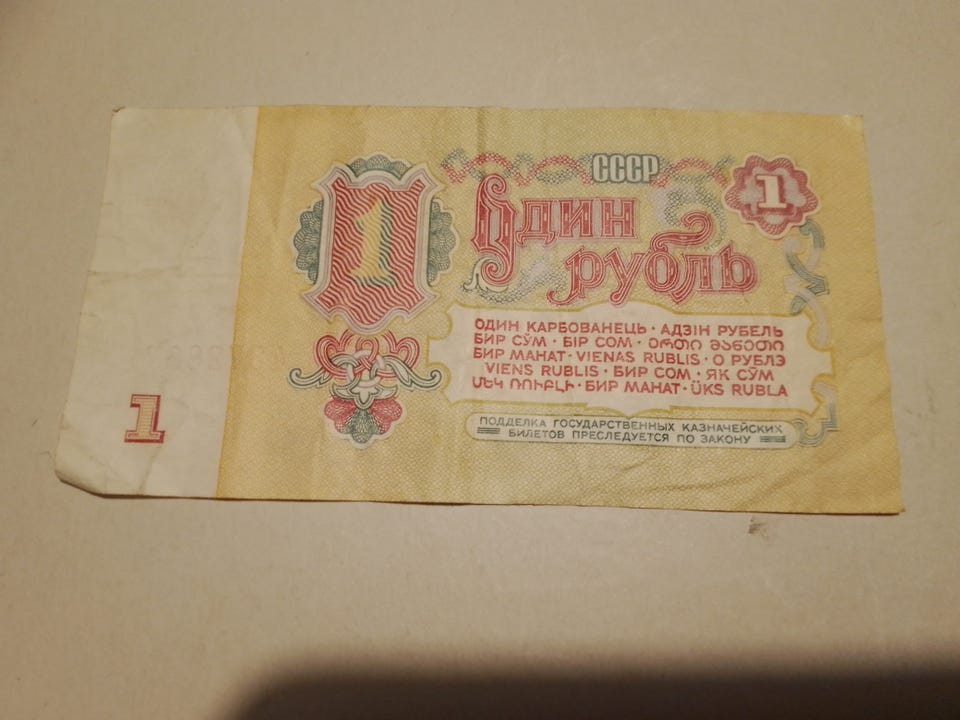 СССР
1
1
Один
рубль
ОДИН КАРБОВАНЕЦЬ · АДЗІН РУБЕЛЬ
БИР СЎМ · БІР СОМ · ᲔᲠᲗᲘ ᲛᲐᲜᲔᲗᲘ
БИР МАНАТ · VIENAS RUBLIS · О РУБЛЭ
VIENS RUBLIS · БИР СОМ · ЯК СЎМ
ՄԵԿ ՌՈՒԲԼԻ · БИР МАНАТ · ÜKS RUBLA
1
ПОДДЕЛКА ГОСУДАРСТВЕННЫХ КАЗНАЧЕЙСКИХ
БИЛЕТОВ ПРЕСЛЕДУЕТСЯ ПО ЗАКОНУ